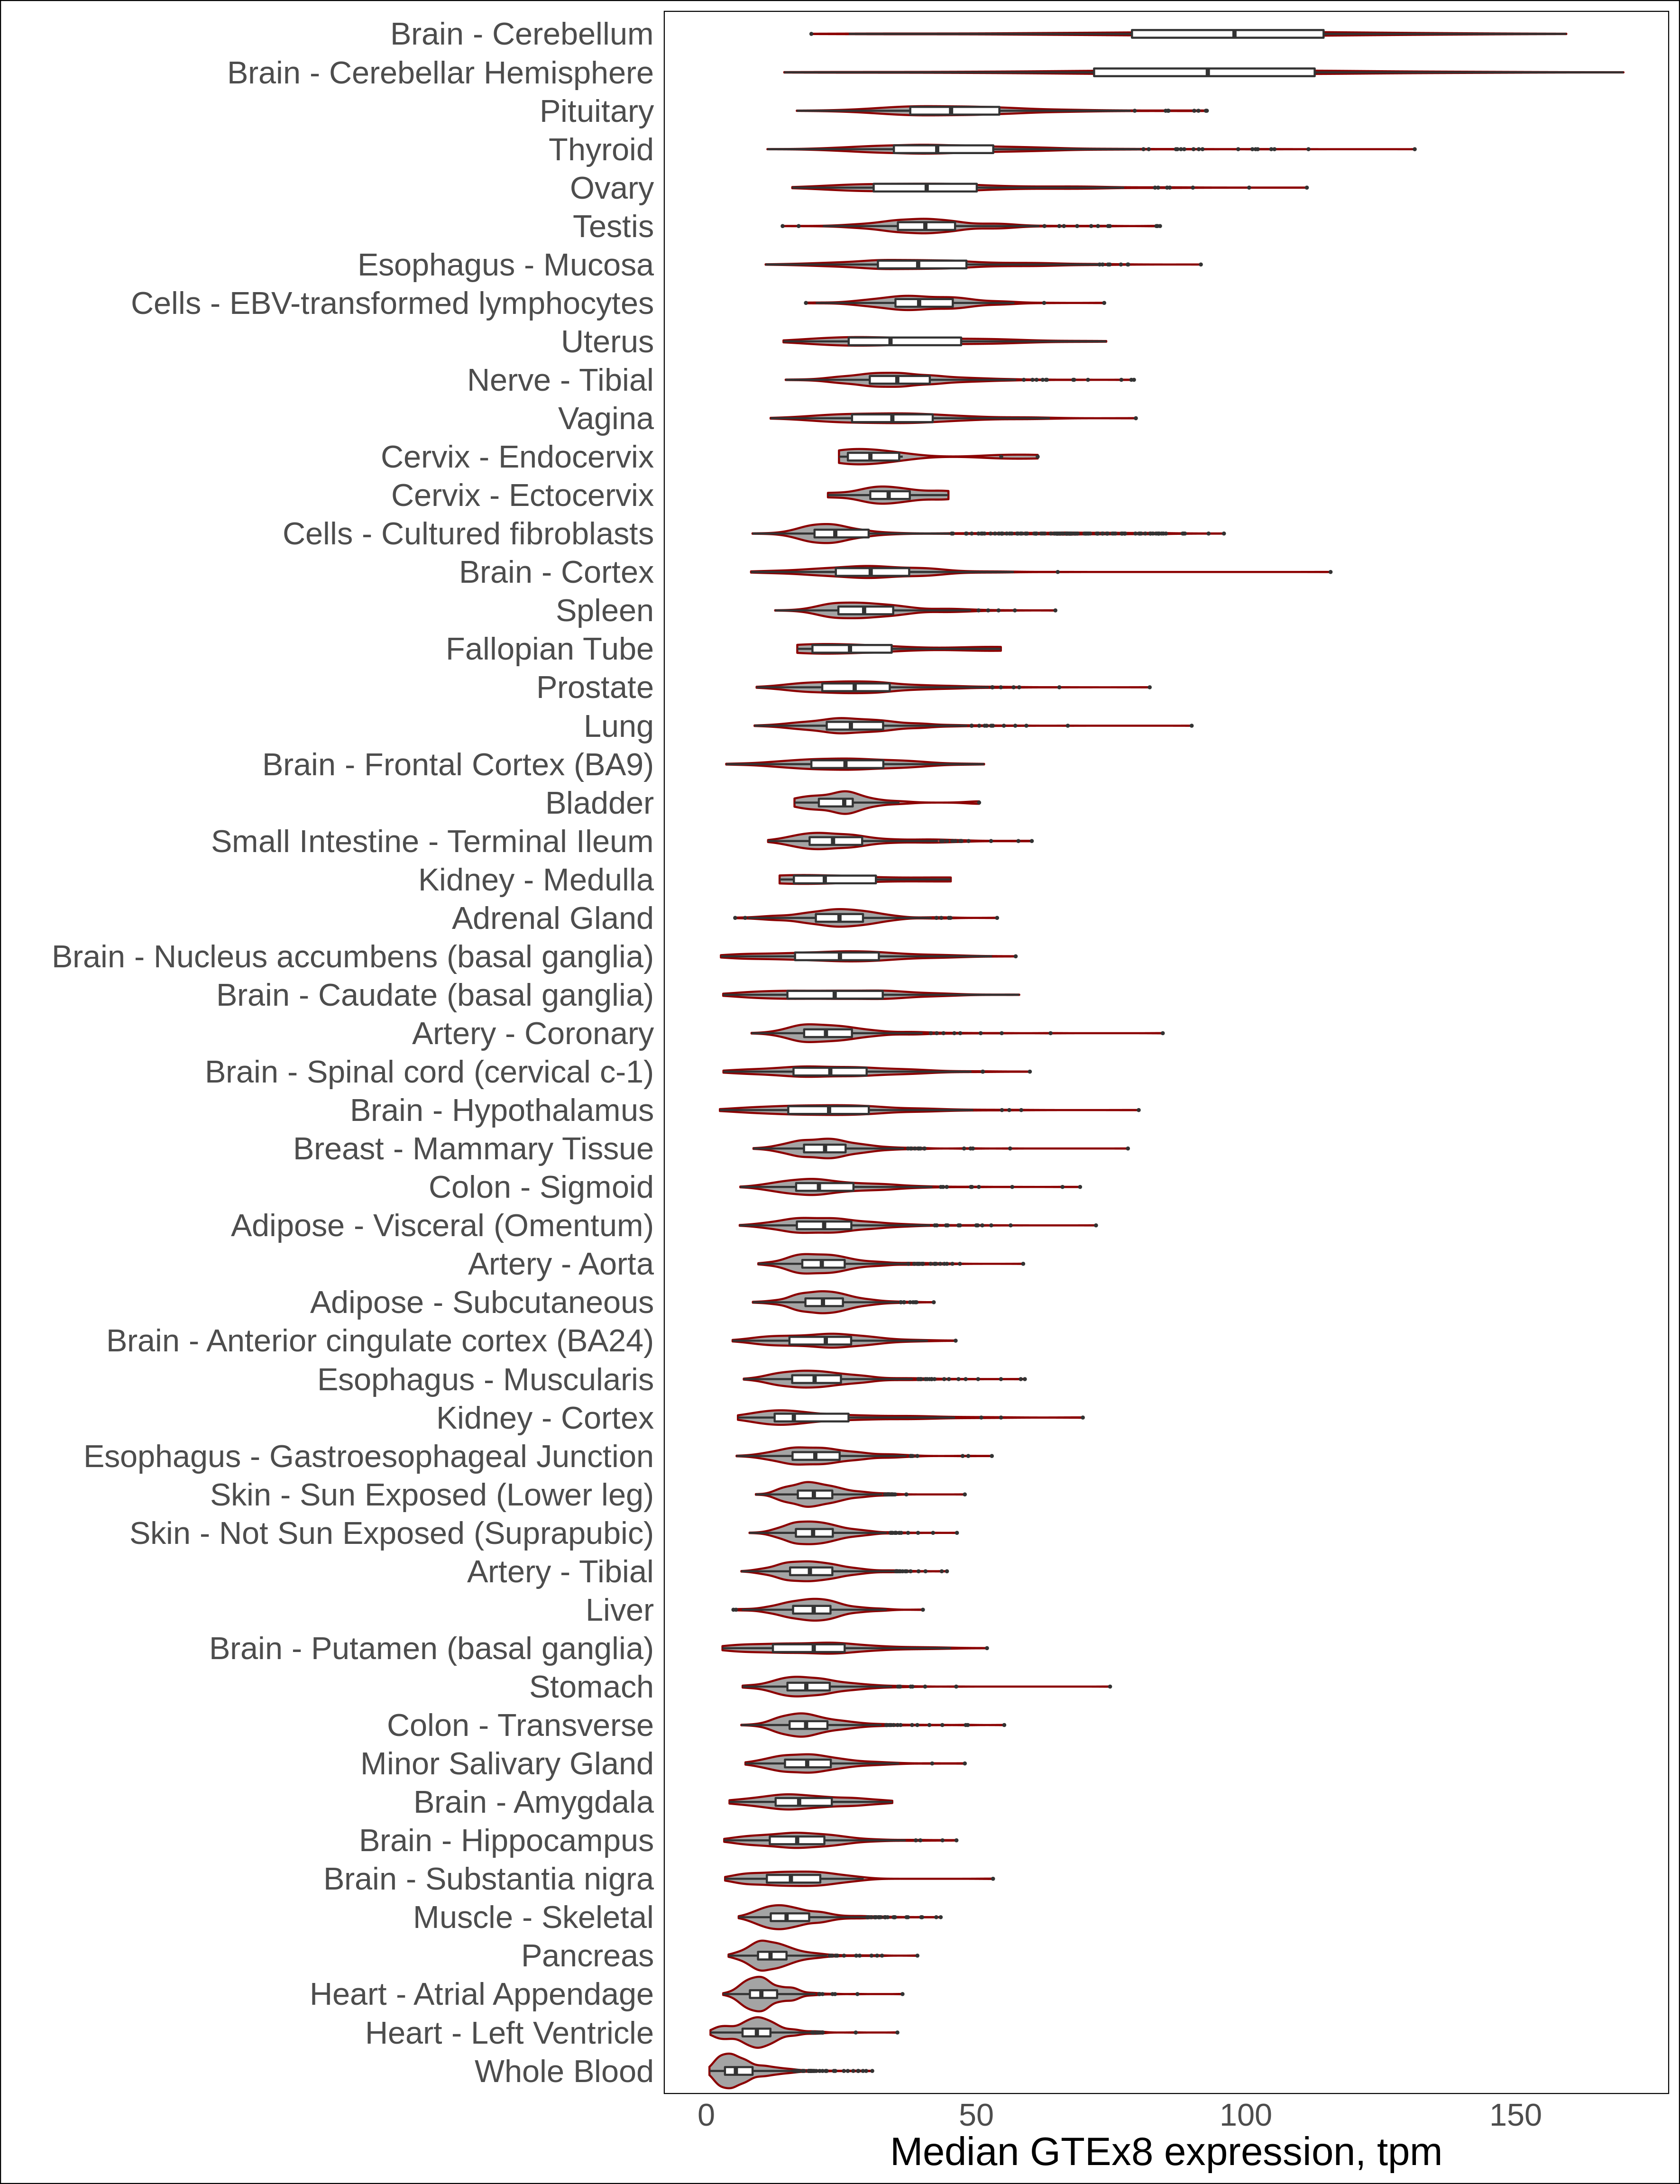 Brain - Cerebellum
Brain - Cerebellar Hemisphere
Pituitary
Thyroid
Ovary
Testis
Esophagus - Mucosa
Cells - EBV-transformed lymphocytes
Uterus
Nerve - Tibial
Vagina
Cervix - Endocervix
Cervix - Ectocervix
Cells - Cultured fibroblasts
Brain - Cortex
Spleen
Fallopian Tube
Prostate
Lung
Brain - Frontal Cortex (BA9)
Bladder
Small Intestine - Terminal Ileum
Kidney - Medulla
Adrenal Gland
Brain - Nucleus accumbens (basal ganglia)
Brain - Caudate (basal ganglia)
Artery - Coronary
Brain - Spinal cord (cervical c-1)
Brain - Hypothalamus
Breast - Mammary Tissue
Colon - Sigmoid
Adipose - Visceral (Omentum)
Artery - Aorta
Adipose - Subcutaneous
Brain - Anterior cingulate cortex (BA24)
Esophagus - Muscularis
Kidney - Cortex
Esophagus - Gastroesophageal Junction
Skin - Sun Exposed (Lower leg)
Skin - Not Sun Exposed (Suprapubic)
Artery - Tibial
Liver
Brain - Putamen (basal ganglia)
Stomach
Colon - Transverse
Minor Salivary Gland
Brain - Amygdala
Brain - Hippocampus
Brain - Substantia nigra
Muscle - Skeletal
Pancreas
Heart - Atrial Appendage
Heart - Left Ventricle
Whole Blood
0 50 100 150
Median GTEx8 expression, tpm